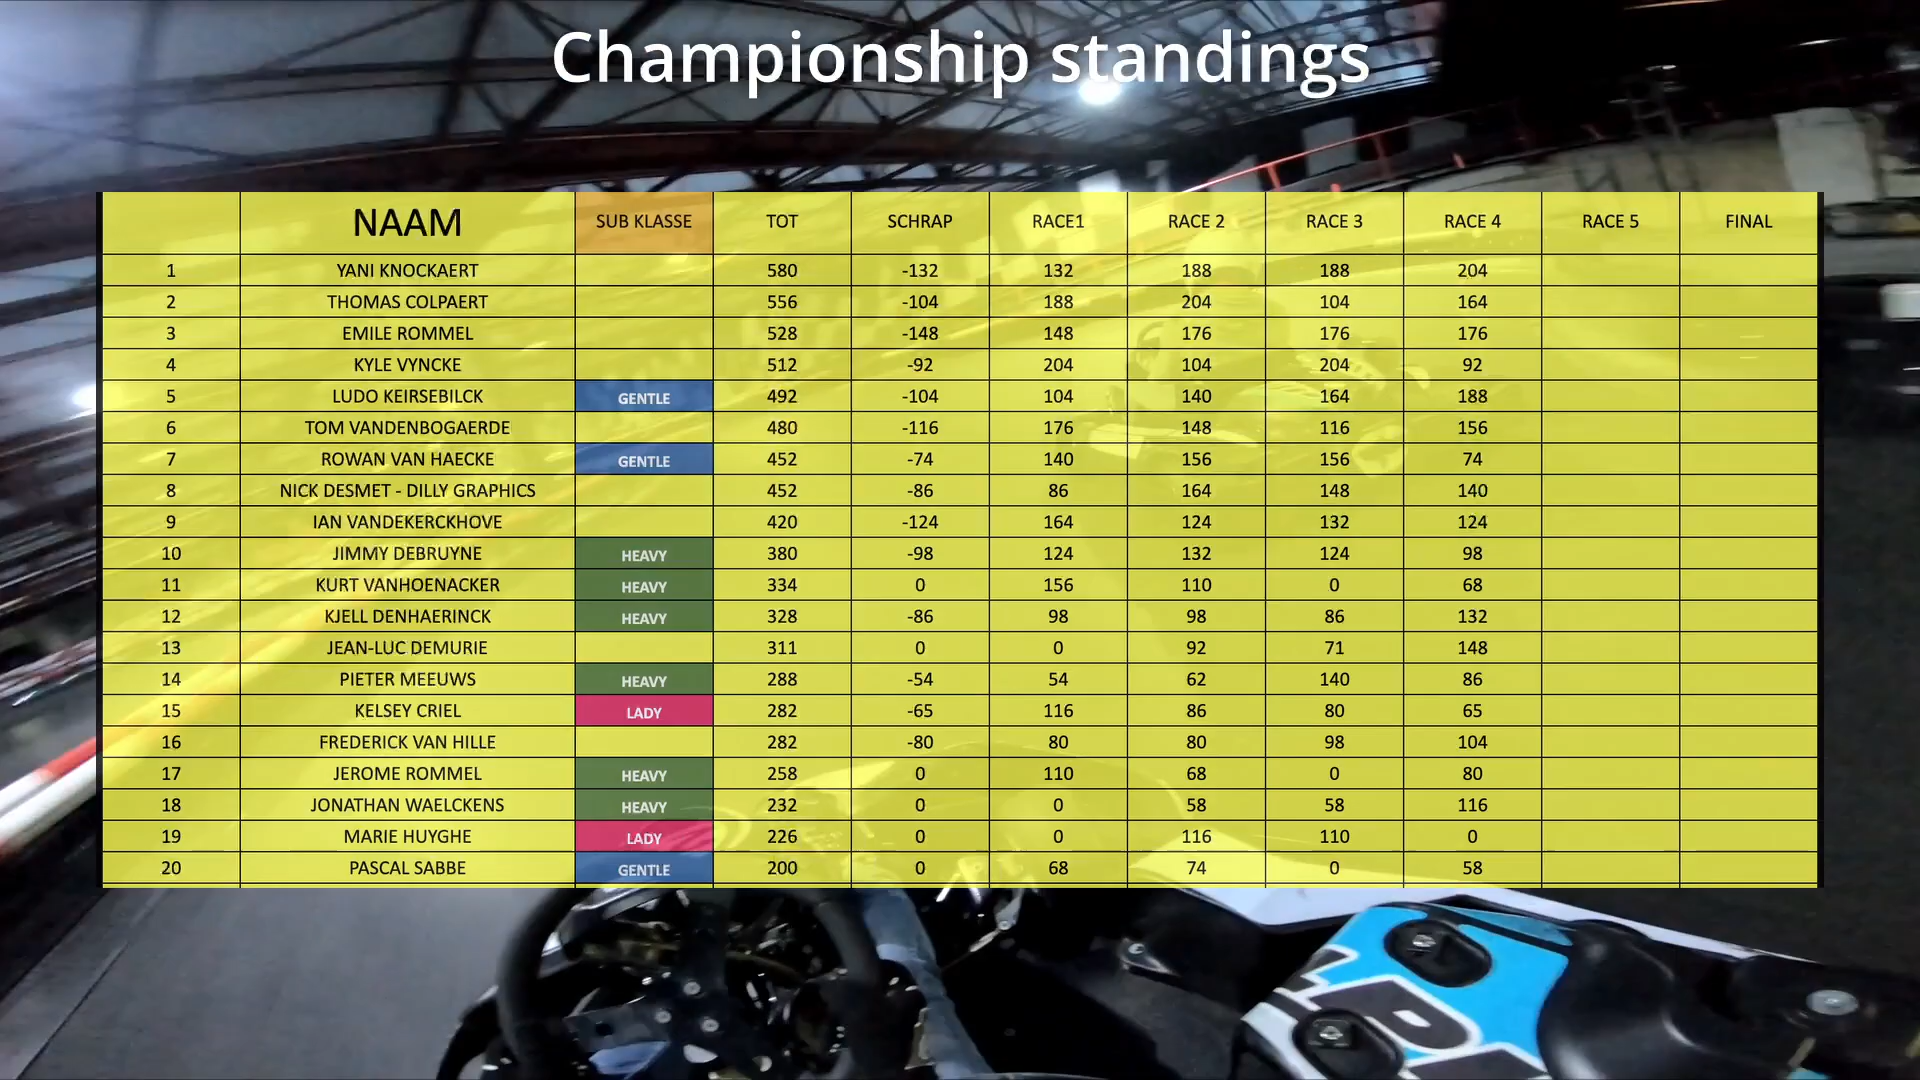 Championship standings
NAAM SUB KLASSE TOT SCHRAP RACE1 RACE 2 RACE 3 RACE 4 RACE 5 FINAL
1 YANI KNOCKAERT 580 -132 132 188 188 204
2 THOMAS COLPAERT 556 -104 188 204 104 164
3 EMILE ROMMEL 528 -148 148 176 176 176
4 KYLE VYNCKE 512 -92 204 104 204 92
5 LUDO KEIRSEBILCK GENTLE 492 -104 104 140 164 188
6 TOM VANDENBOGAERDE 480 -116 176 148 116 156
7 ROWAN VAN HAECKE GENTLE 452 -74 140 156 156 74
8 NICK DESMET - DILLY GRAPHICS 452 -86 86 164 148 140
9 IAN VANDEKERCKHOVE 420 -124 164 124 132 124
10 JIMMY DEBRUYNE HEAVY 380 -98 124 132 124 98
11 KURT VANHOENACKER HEAVY 334 0 156 110 0 68
12 KJELL DENHAERINCK HEAVY 328 -86 98 98 86 132
13 JEAN-LUC DEMURIE 311 0 0 92 71 148
14 PIETER MEEUWS HEAVY 288 -54 54 62 140 86
15 KELSEY CRIEL LADY 282 -65 116 86 80 65
16 FREDERICK VAN HILLE 282 -80 80 80 98 104
17 JEROME ROMMEL HEAVY 258 0 110 68 0 80
18 JONATHAN WAELCKENS HEAVY 232 0 0 58 58 116
19 MARIE HUYGHE LADY 226 0 0 116 110 0
20 PASCAL SABBE GENTLE 200 0 68 74 0 58